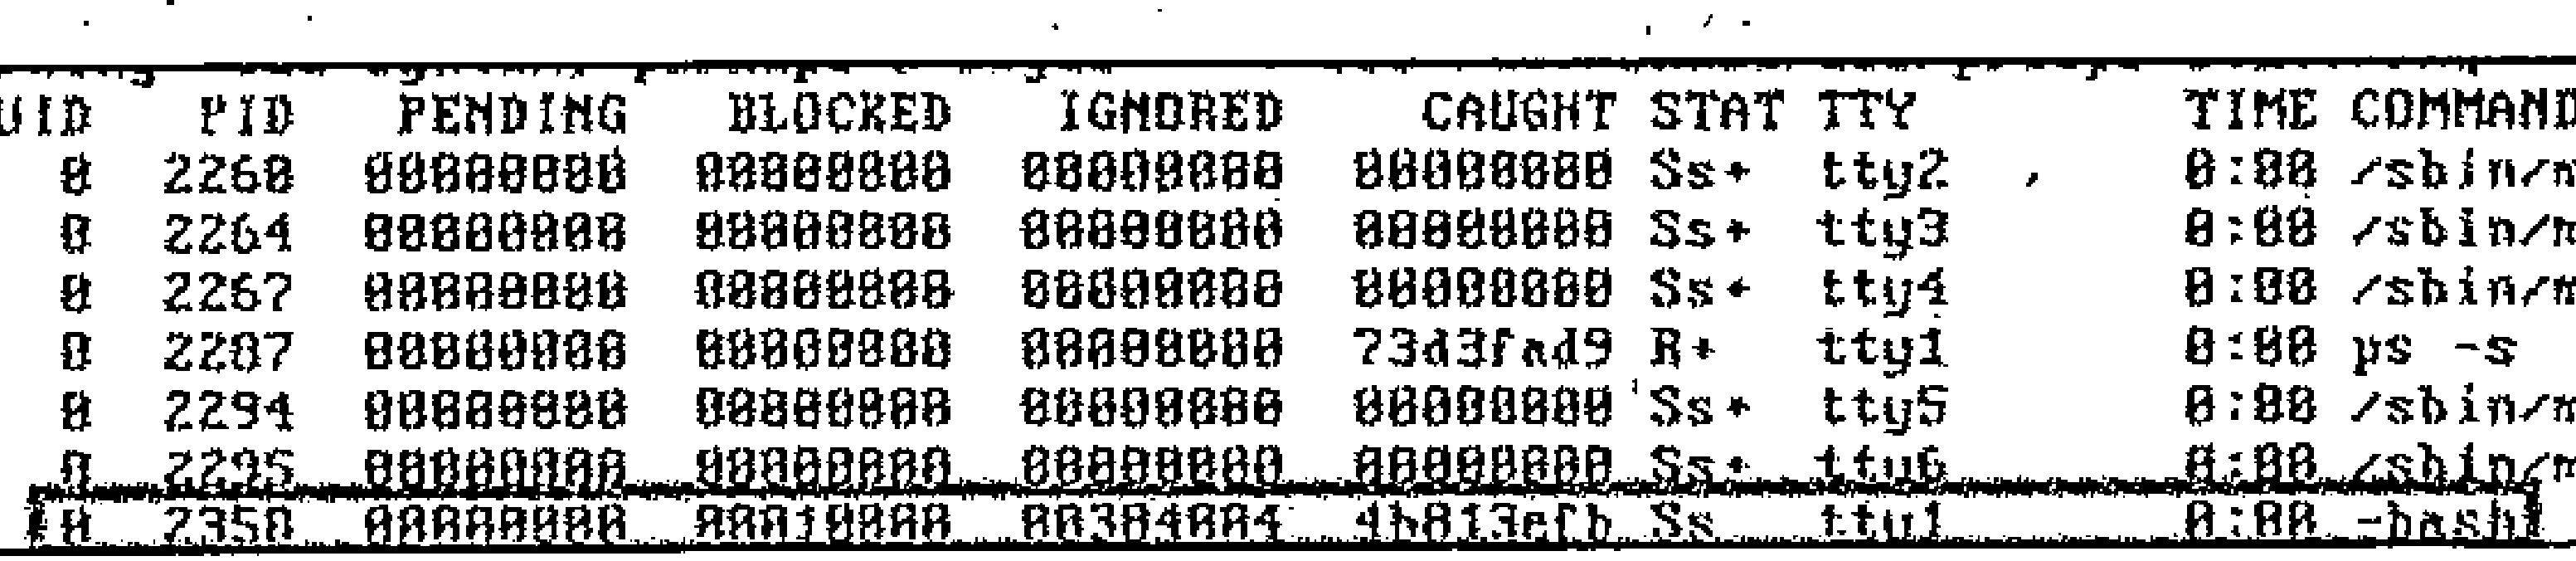 UID PID PENDING BLOCKED IGNORED CAUGHT STAT TTY TIME COMMAND
0 2260 00000000 00000000 00000000 00000000 Ss+ tty2 0:00 /sbin/m
0 2264 00000000 00000000 00000000 00000000 Ss+ tty3 0:00 /sbin/m
0 2267 00000000 00000000 00000000 00000000 Ss+ tty4 0:00 /sbin/m
0 2287 00000000 00000000 00000000 73d3fad9 R+ tty1 0:00 ps -s
0 2294 00000000 00000000 00000000 00000000 Ss+ tty5 0:00 /sbin/m
0 2295 00000000 00000000 00000000 00000000 Ss+ tty6 0:00 /sbin/m
0 2350 00000000 00010000 00384004 4b813efb Ss tty1 0:00 -bash